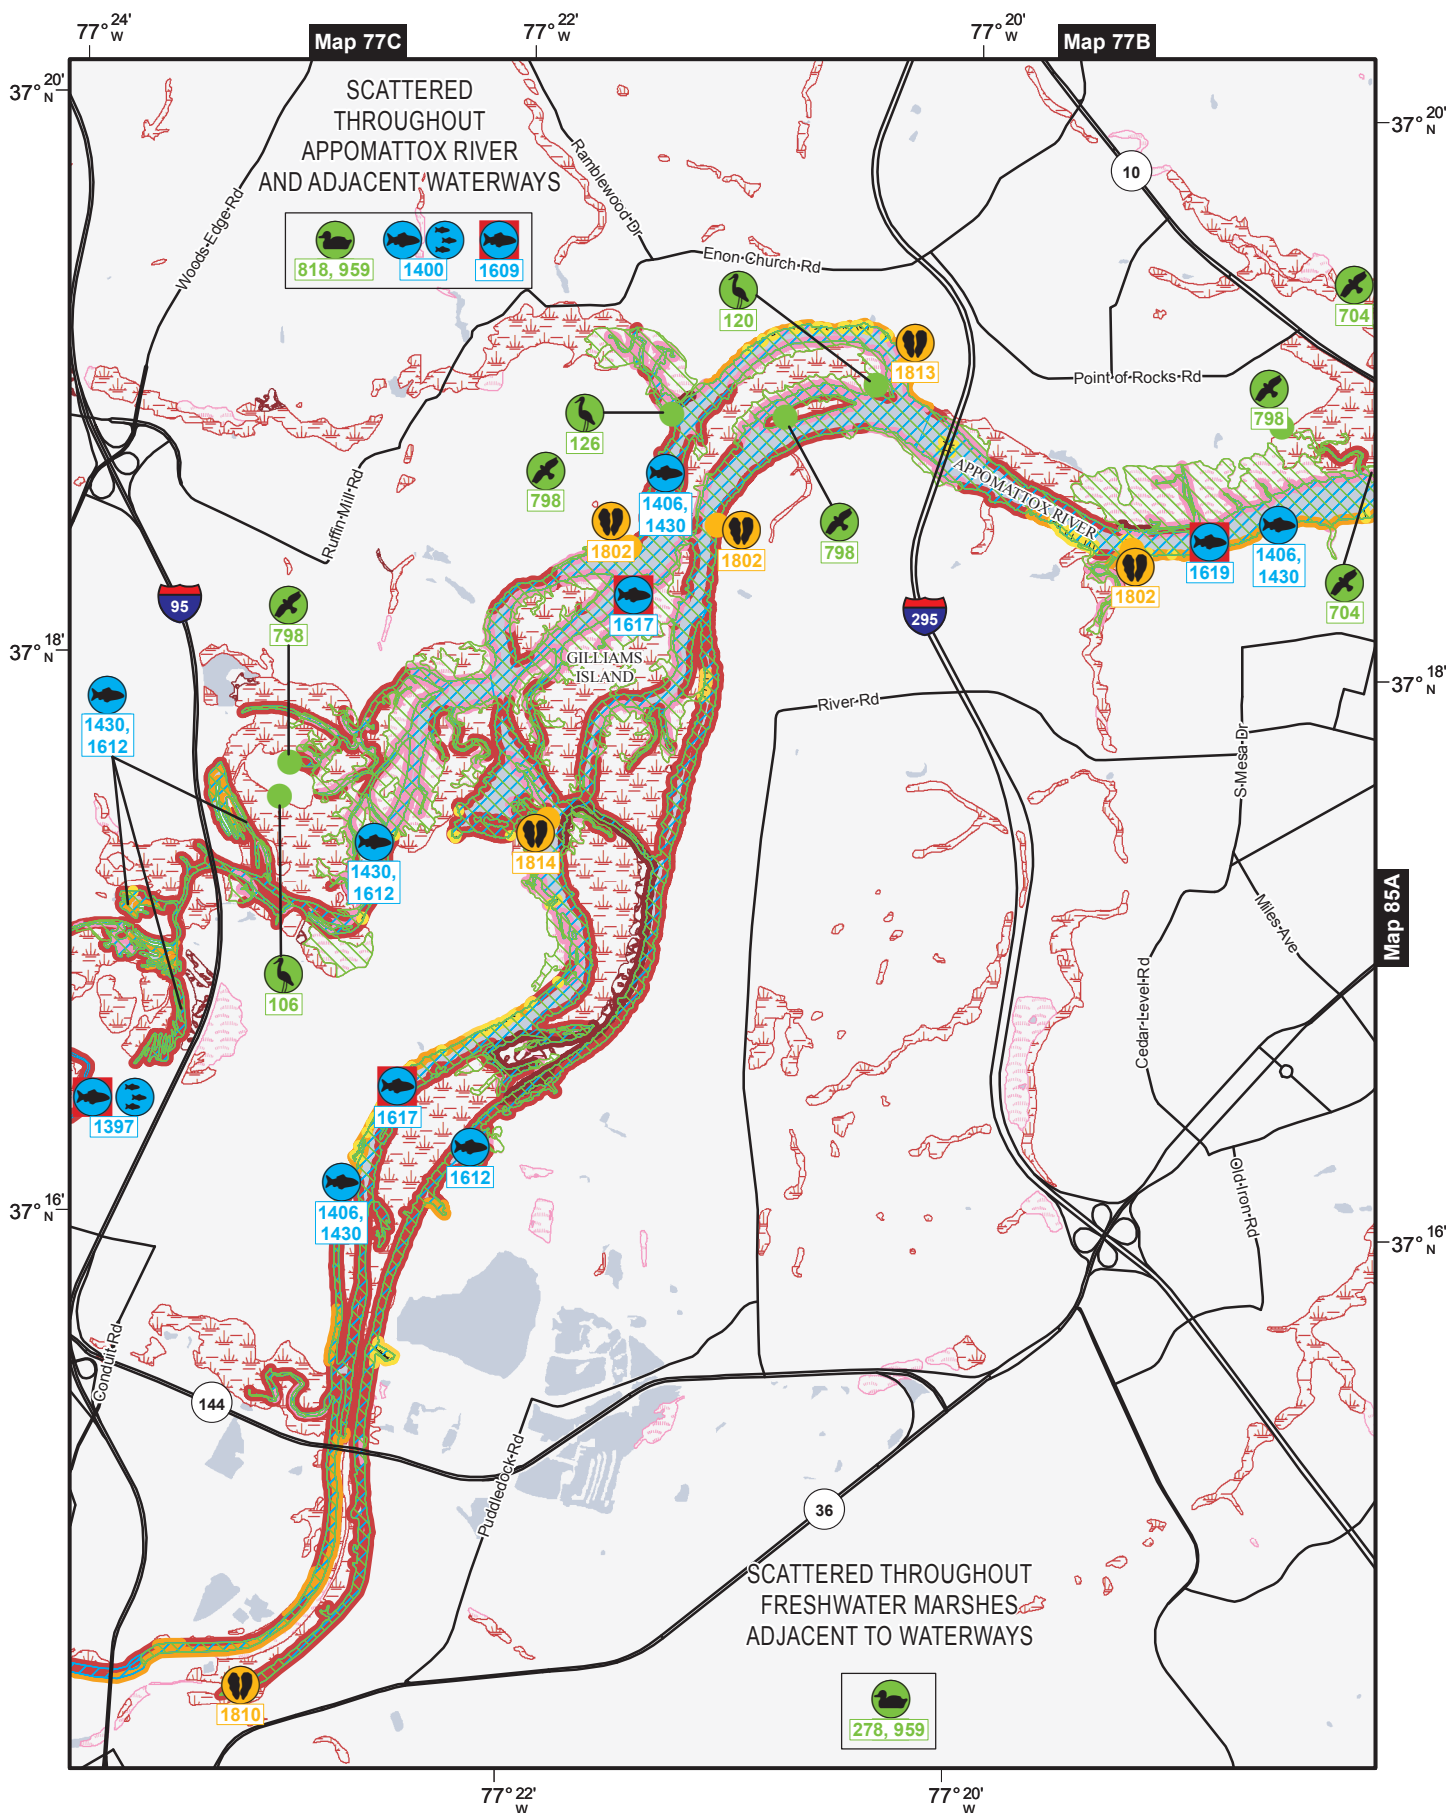 77° 24' W
77° 22' W
77° 20' W
Map 77C
Map 77B
37° 20' N
37° 20' N
SCATTERED
THROUGHOUT
APPOMATTOX RIVER
AND ADJACENT WATERWAYS
818, 959
1400
1609
Woods Edge Rd
Ramblewood Dr
Enon Church Rd
10
120
704
1813
Point of Rocks Rd
798
126
798
1406,
1430
1802
1802
798
APPOMATTOX RIVER
1802
1619
1406,
1430
704
Ruffin Mill Rd
95
798
1617
295
37° 18' N
37° 18' N
GILLIAMS
ISLAND
River Rd
1430,
1612
S Mesa Dr
1430,
1612
1814
Miles Ave
Map 85A
106
Cedar Level Rd
1397
1617
1612
1406,
1430
Old Iron Rd
37° 16' N
37° 16' N
Conduit Rd
144
Puddledock Rd
36
SCATTERED THROUGHOUT
FRESHWATER MARSHES
ADJACENT TO WATERWAYS
278, 959
1810
77° 22' W
77° 20' W